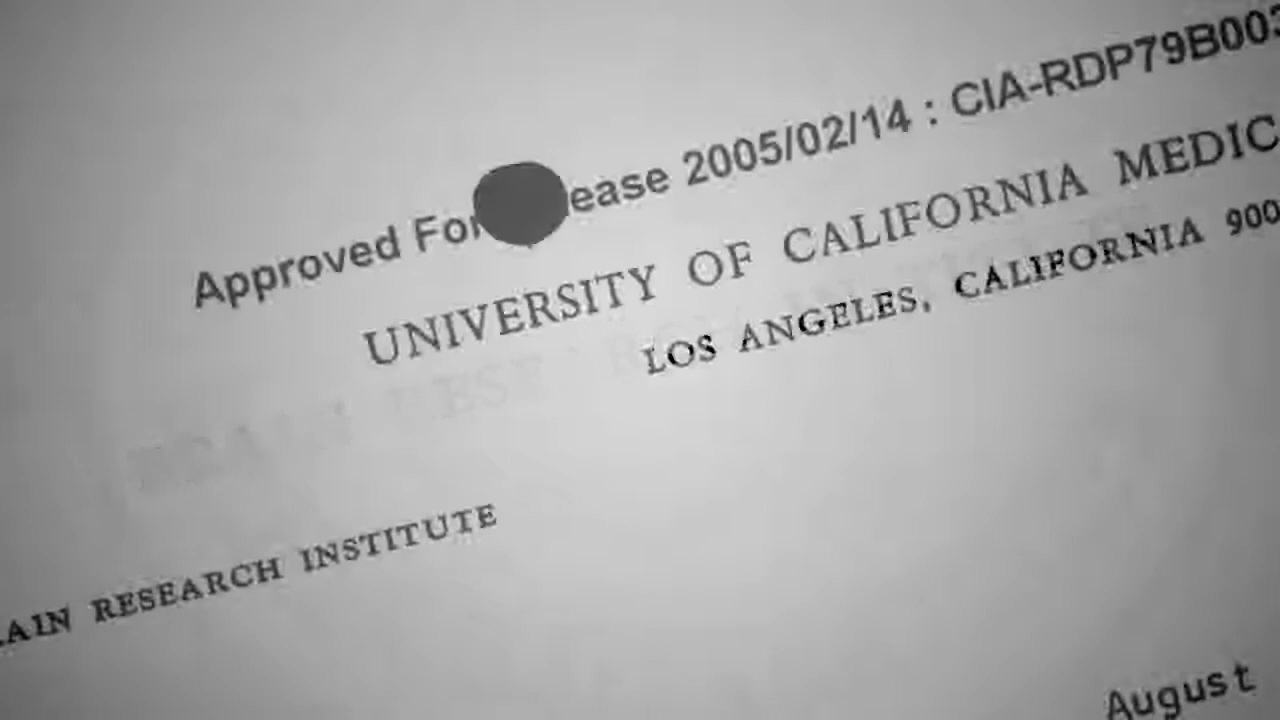 Approved For ease 2005/02/14 : CIA-RDP79B003
UNIVERSITY OF CALIFORNIA MEDIC
LOS ANGELES, CALIFORNIA 900
AIN RESEARCH INSTITUTE
August